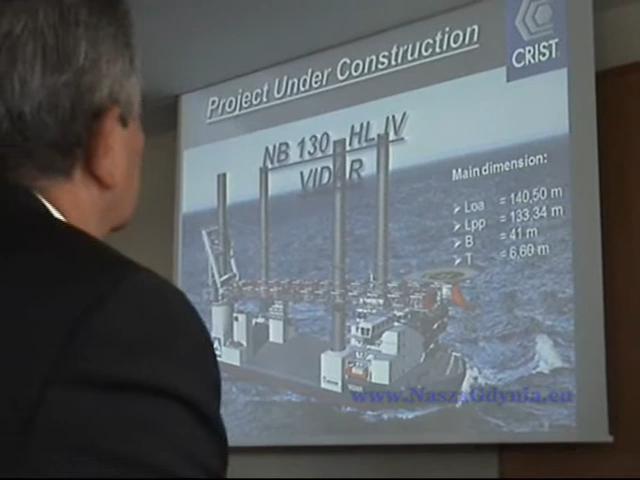 Project Under Construction
CRIST
NB 130 HLJV
VIDAR
Main dimension:
➢ Loa = 140,50 m
➢ Lpp = 133,34 m
➢ B = 41 m
➢ T = 6,60 m
www.NaszaGdynia.eu